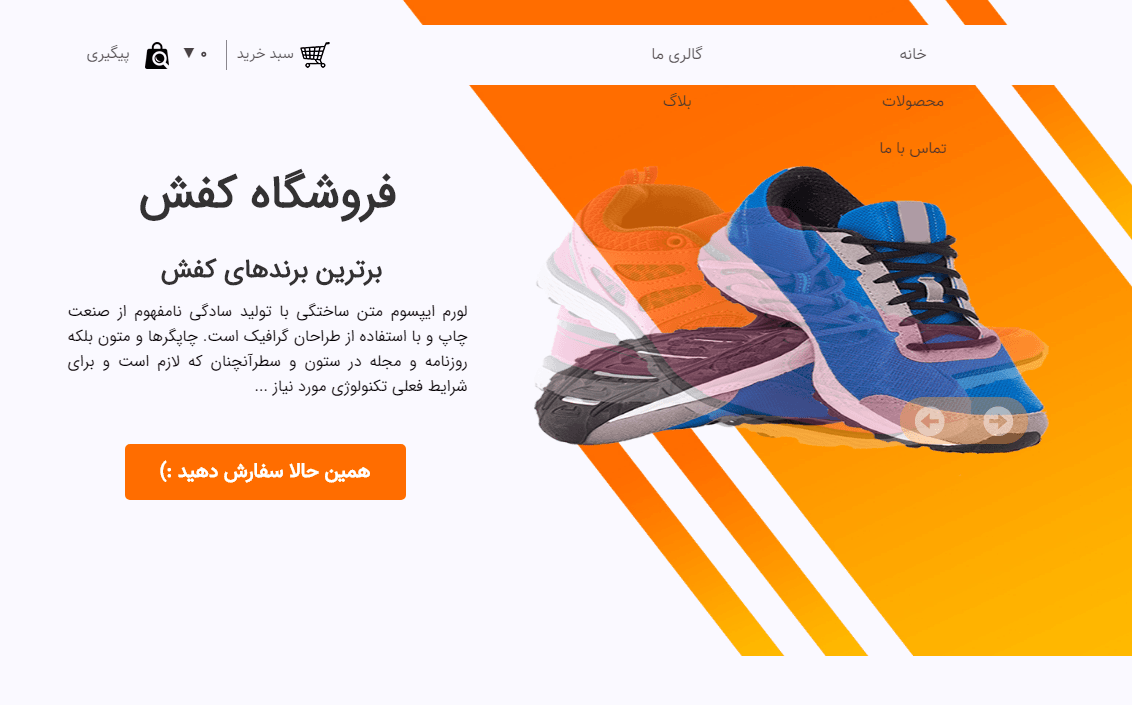 خانه
گالری ما
سبد خرید
۰ ▼
پیگیری
محصولات
بلاگ
تماس با ما
فروشگاه کفش
برترین برندهای کفش
لورم ایپسوم متن ساختگی با تولید سادگی نامفهوم از صنعت
چاپ و با استفاده از طراحان گرافیک است. چاپگرها و متون بلکه
روزنامه و مجله در ستون و سطرآنچنان که لازم است و برای
شرایط فعلی تکنولوژی مورد نیاز ...
همین حالا سفارش دهید :)